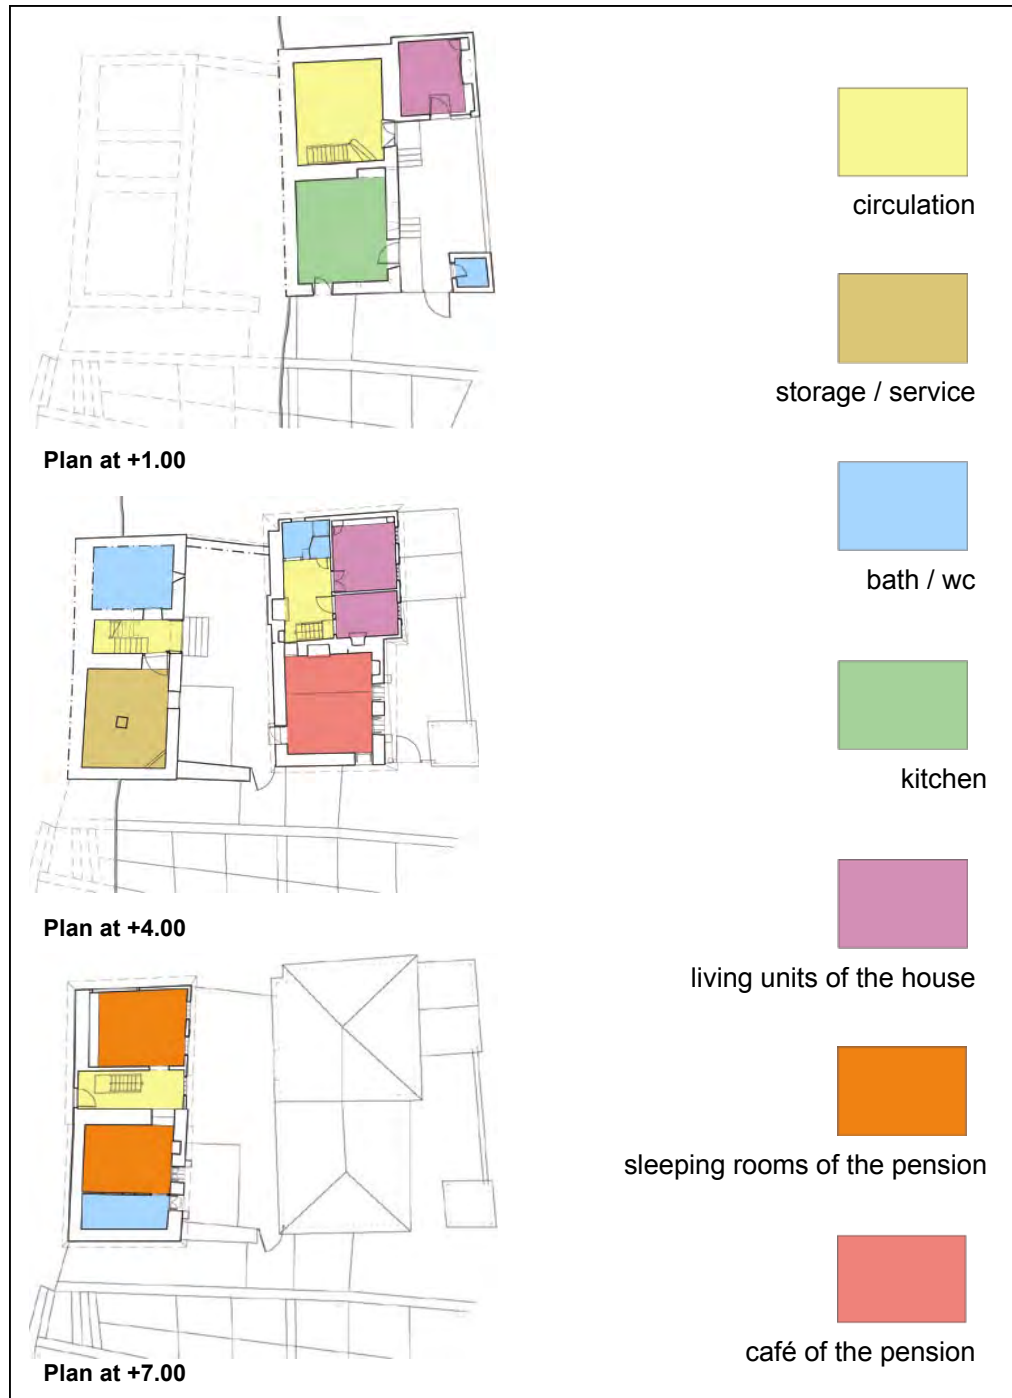 circulation
storage / service
bath / wc
kitchen
living units of the house
sleeping rooms of the pension
café of the pension
Plan at +1.00
Plan at +4.00
Plan at +7.00